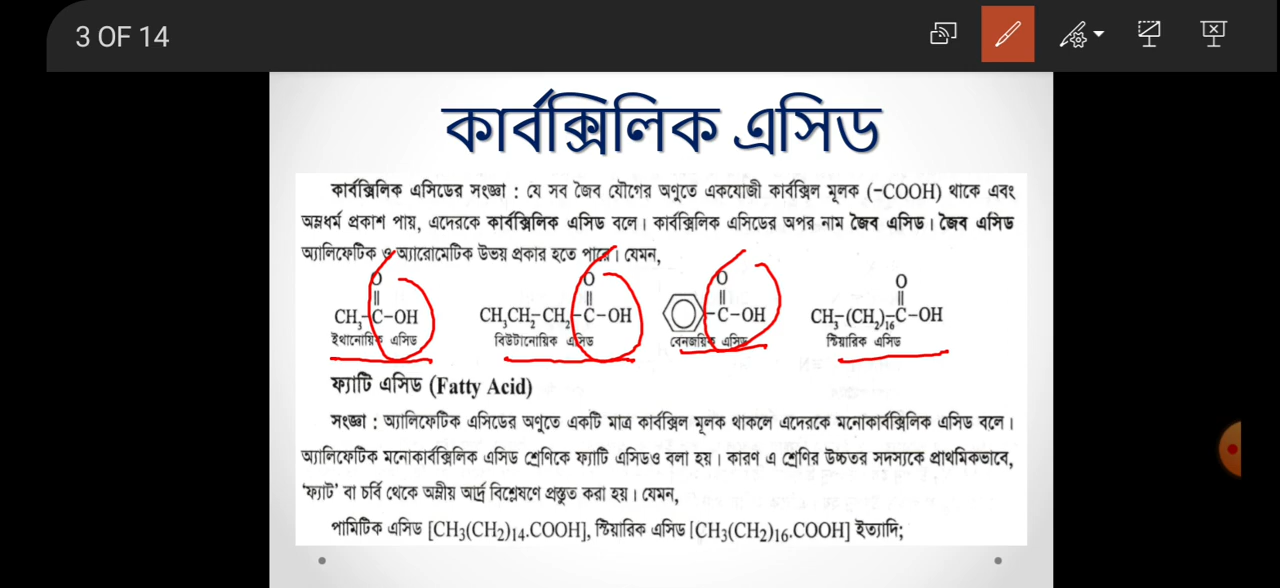 3 OF 14
কার্বক্সিলিক এসিড
কার্বক্সিলিক এসিডের সংজ্ঞা : যে সব জৈব যৌগের অণুতে একযোজী কার্বক্সিল মূলক (−COOH) থাকে এবং
অম্লধর্ম প্রকাশ পায়, এদেরকে কার্বক্সিলিক এসিড বলে। কার্বক্সিলিক এসিডের অপর নাম জৈব এসিড। জৈব এসিড
অ্যালিফেটিক ও অ্যারোমেটিক উভয় প্রকার হতে পারে। যেমন,
O O O O
|| || || ||
CH₃−C−OH CH₃CH₂−CH₂−C−OH −C−OH CH₃−(CH₂)₁₆−C−OH
ইথানোয়িক এসিড বিউটানোয়িক এসিড বেনজয়িক এসিড স্টিয়ারিক এসিড
ফ্যাটি এসিড (Fatty Acid)
সংজ্ঞা : অ্যালিফেটিক এসিডের অণুতে একটি মাত্র কার্বক্সিল মূলক থাকলে এদেরকে মনোকার্বক্সিলিক এসিড বলে।
অ্যালিফেটিক মনোকার্বক্সিলিক এসিড শ্রেণিকে ফ্যাটি এসিডও বলা হয়। কারণ এ শ্রেণির উচ্চতর সদস্যকে প্রাথমিকভাবে,
‘ফ্যাট’ বা চর্বি থেকে অম্লীয় আর্দ্র বিশ্লেষণে প্রস্তুত করা হয়। যেমন,
পামিটিক এসিড [CH₃(CH₂)₁₄.COOH], স্টিয়ারিক এসিড [CH₃(CH₂)₁₆.COOH] ইত্যাদি;